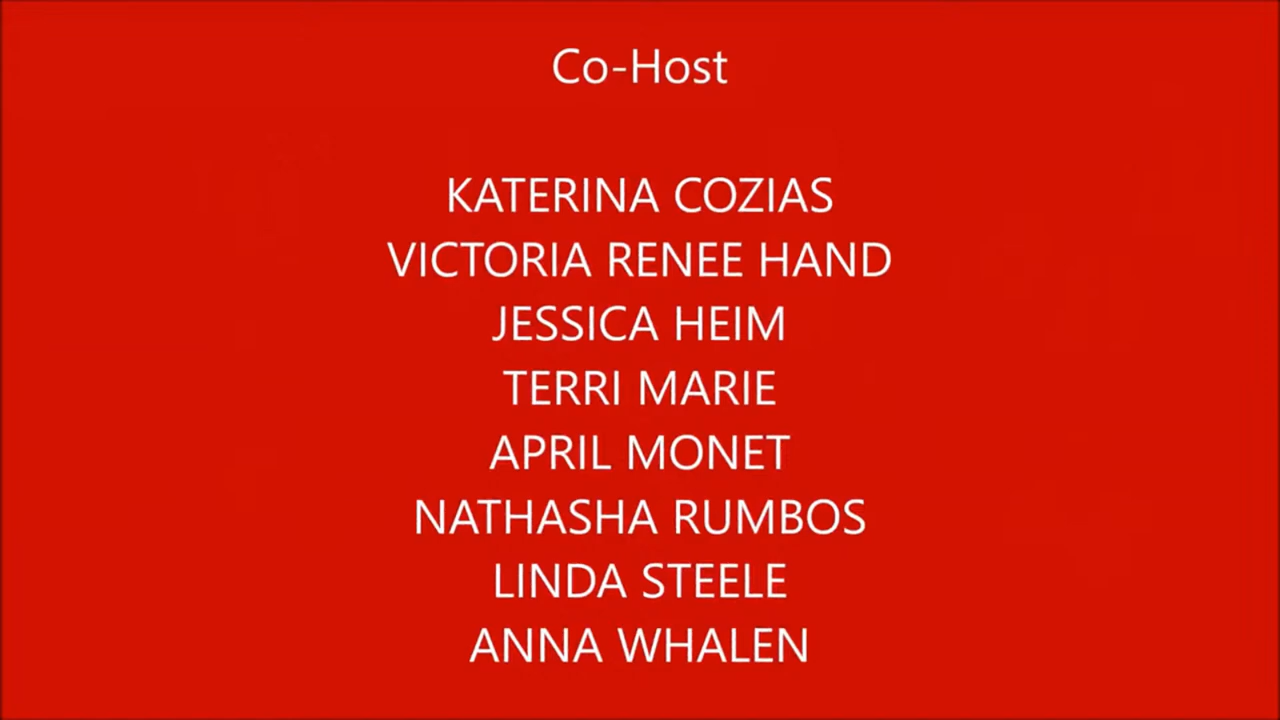 Co-Host
KATERINA COZIAS
VICTORIA RENEE HAND
JESSICA HEIM
TERRI MARIE
APRIL MONET
NATHASHA RUMBOS
LINDA STEELE
ANNA WHALEN